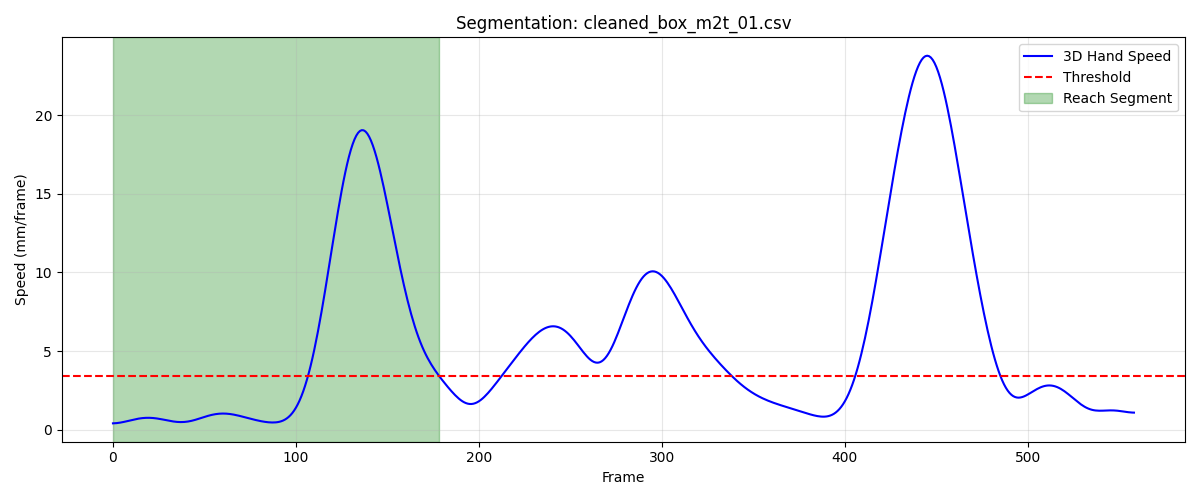 Segmentation: cleaned_box_m2t_01.csv
3D Hand Speed
Threshold
Reach Segment
Speed (mm/frame)
20
15
10
5
0
0 100 200 300 400 500
Frame